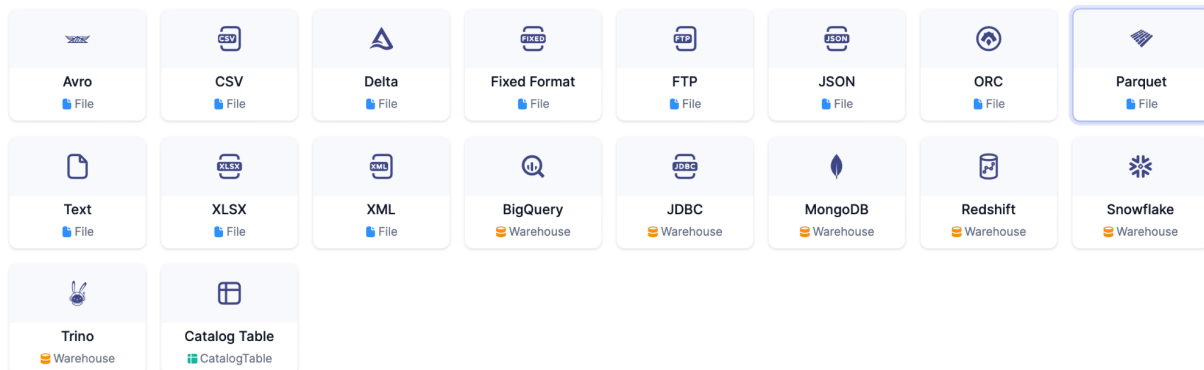 CSV
FIXED
FTP
JSON
Avro
CSV
Delta
Fixed Format
FTP
JSON
ORC
Parquet
File
File
File
File
File
File
File
File
XLSX
XML
JDBC
Text
XLSX
XML
BigQuery
JDBC
MongoDB
Redshift
Snowflake
File
File
File
Warehouse
Warehouse
Warehouse
Warehouse
Warehouse
Trino
Catalog Table
Warehouse
CatalogTable